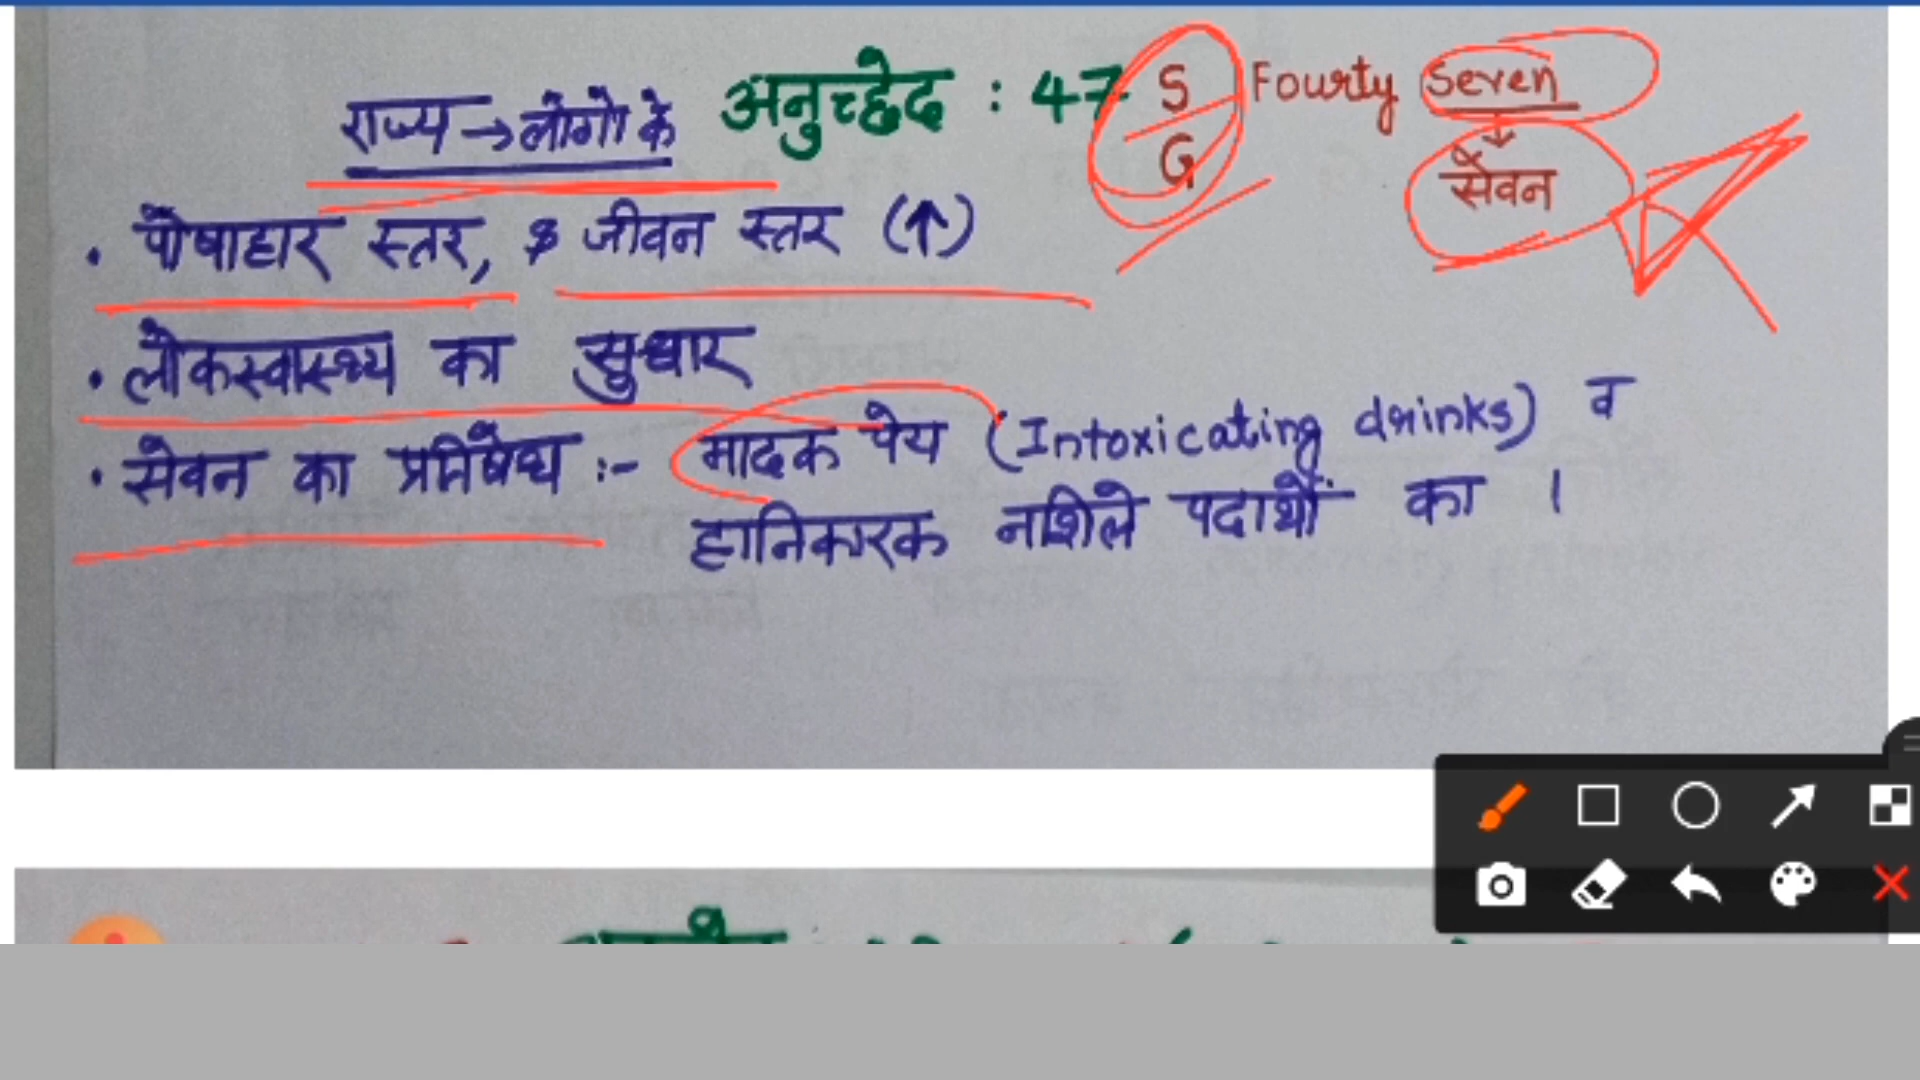 अनुच्छेद : 47 S G Fourty Seven
राज्य → लोगो के
सेवन
• पोषाहार स्तर, & जीवन स्तर (↑)
• लोकस्वास्थ्य का सुधार
• सेवन का प्रतिषेध :- मादक पेय (Intoxicating drinks) व
हानिकारक नशिले पदार्थों का ।